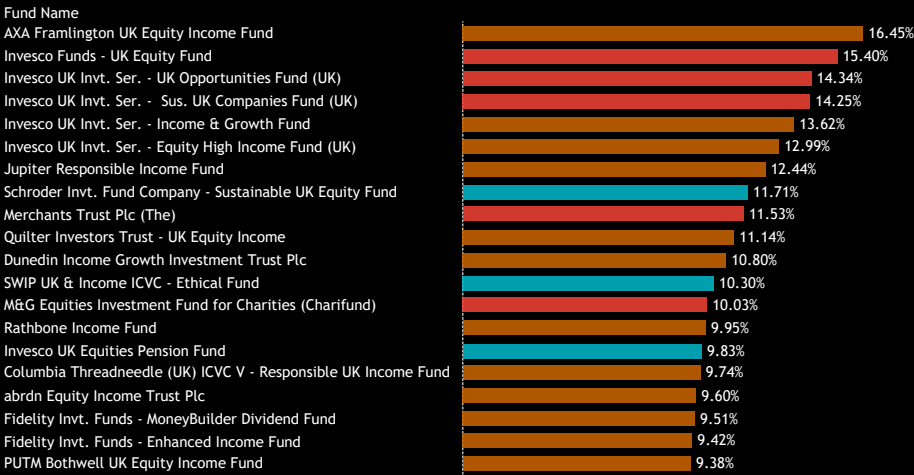 Fund Name
AXA Framlington UK Equity Income Fund 16.45%
Invesco Funds - UK Equity Fund 15.40%
Invesco UK Invt. Ser. - UK Opportunities Fund (UK) 14.34%
Invesco UK Invt. Ser. -  Sus. UK Companies Fund (UK) 14.25%
Invesco UK Invt. Ser. - Income & Growth Fund 13.62%
Invesco UK Invt. Ser. - Equity High Income Fund (UK) 12.99%
Jupiter Responsible Income Fund 12.44%
Schroder Invt. Fund Company - Sustainable UK Equity Fund 11.71%
Merchants Trust Plc (The) 11.53%
Quilter Investors Trust - UK Equity Income 11.14%
Dunedin Income Growth Investment Trust Plc 10.80%
SWIP UK & Income ICVC - Ethical Fund 10.30%
M&G Equities Investment Fund for Charities (Charifund) 10.03%
Rathbone Income Fund 9.95%
Invesco UK Equities Pension Fund 9.83%
Columbia Threadneedle (UK) ICVC V - Responsible UK Income Fund 9.74%
abrdn Equity Income Trust Plc 9.60%
Fidelity Invt. Funds - MoneyBuilder Dividend Fund 9.51%
Fidelity Invt. Funds - Enhanced Income Fund 9.42%
PUTM Bothwell UK Equity Income Fund 9.38%